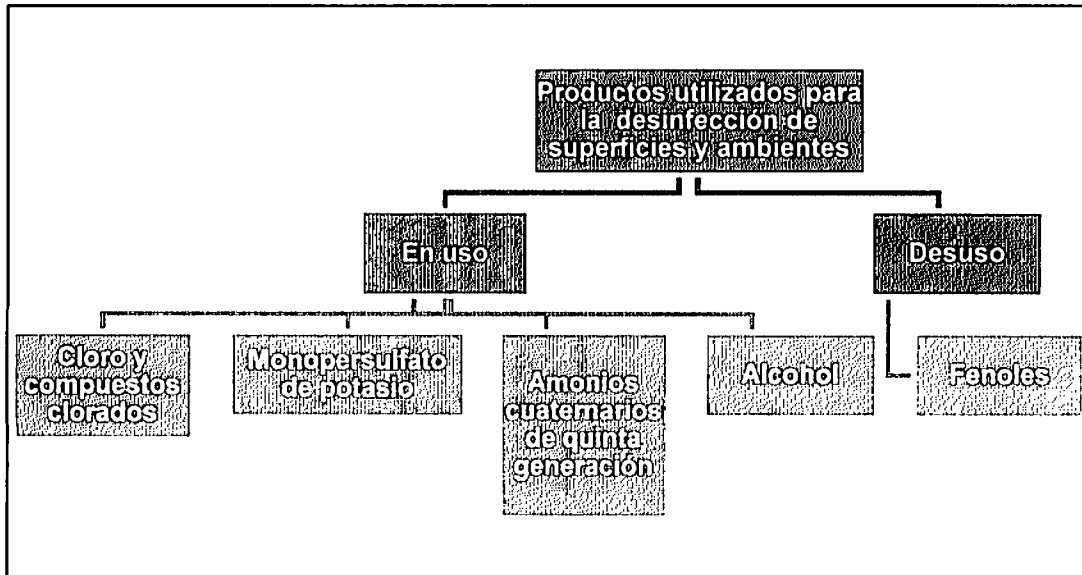 Productos utilizados para
la desinfección de
superficies y ambientes
En uso
Desuso
Cloro y
compuestos
clorados
Monopersulfato
de potasio
Amonios
cuaternarios
de quinta
generación
Alcohol
Fenoles